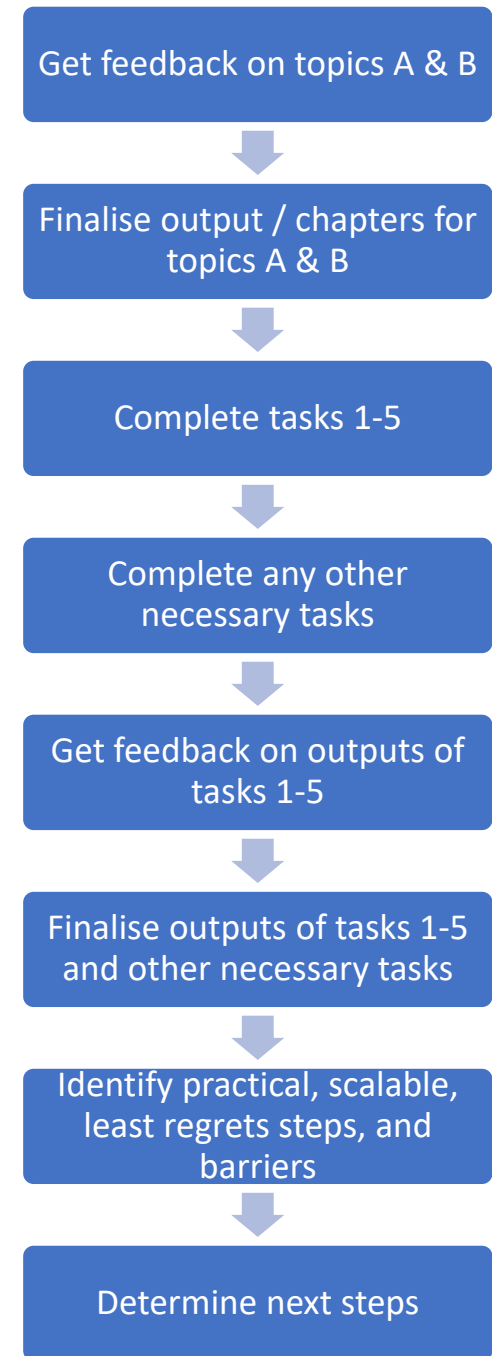 Get feedback on topics A & B
Finalise output / chapters for
topics A & B
Complete tasks 1-5
Complete any other
necessary tasks
Get feedback on outputs of
tasks 1-5
Finalise outputs of tasks 1-5
and other necessary tasks
Identify practical, scalable,
least regrets steps, and
barriers
Determine next steps